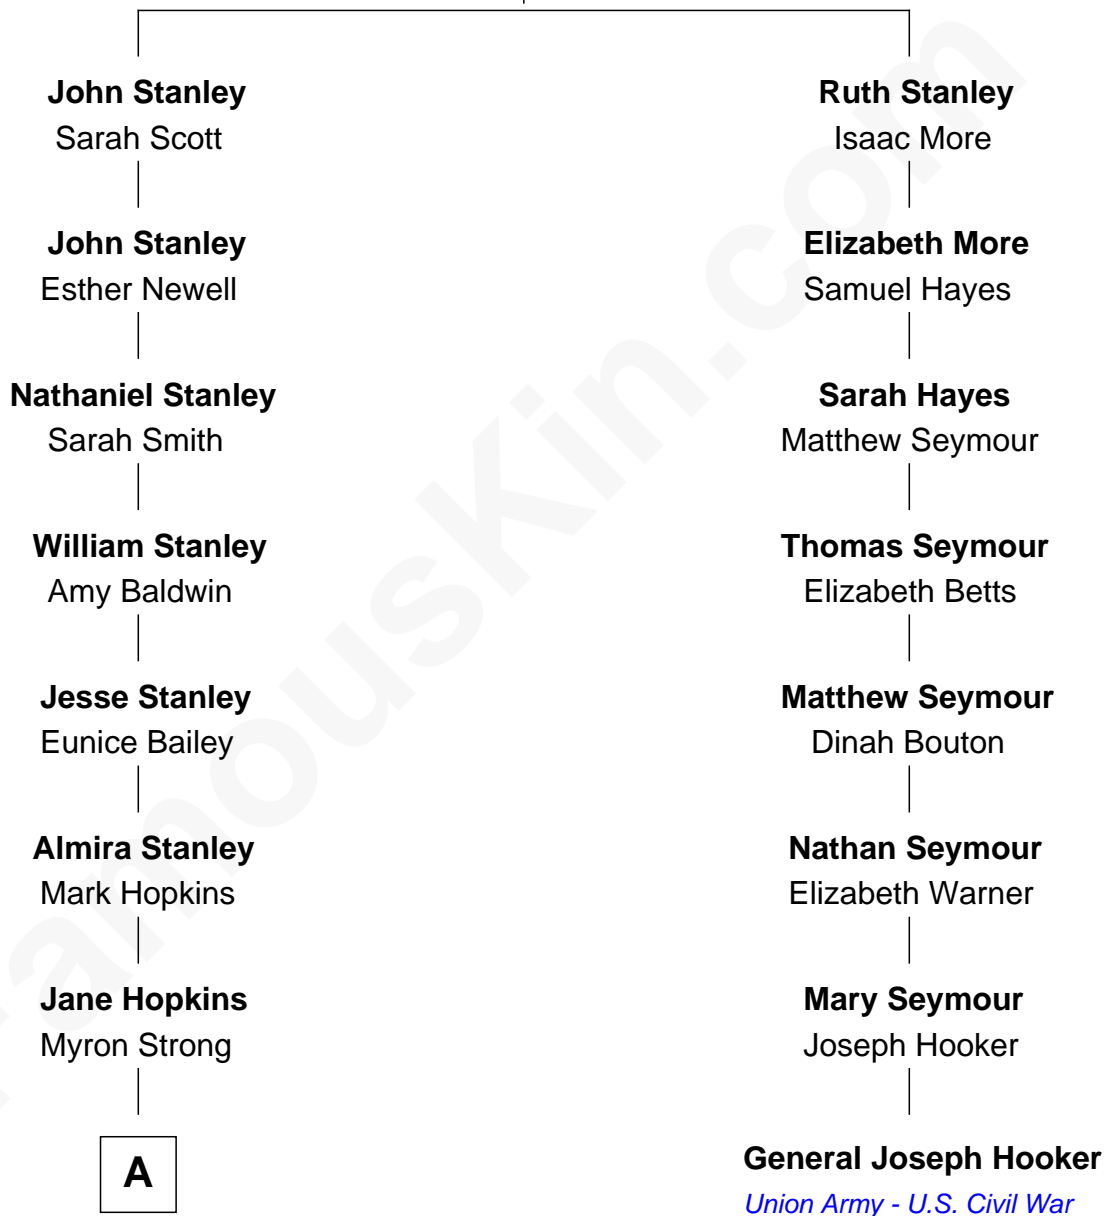 John Stanley
Sarah Scott
Ruth Stanley
Isaac More
John Stanley
Esther Newell
Elizabeth More
Samuel Hayes
Nathaniel Stanley
Sarah Smith
Sarah Hayes
Matthew Seymour
William Stanley
Amy Baldwin
Thomas Seymour
Elizabeth Betts
Jesse Stanley
Eunice Bailey
Matthew Seymour
Dinah Bouton
Almira Stanley
Mark Hopkins
Nathan Seymour
Elizabeth Warner
Jane Hopkins
Myron Strong
Mary Seymour
Joseph Hooker
A
General Joseph Hooker
Union Army - U.S. Civil War
FamousKin.com